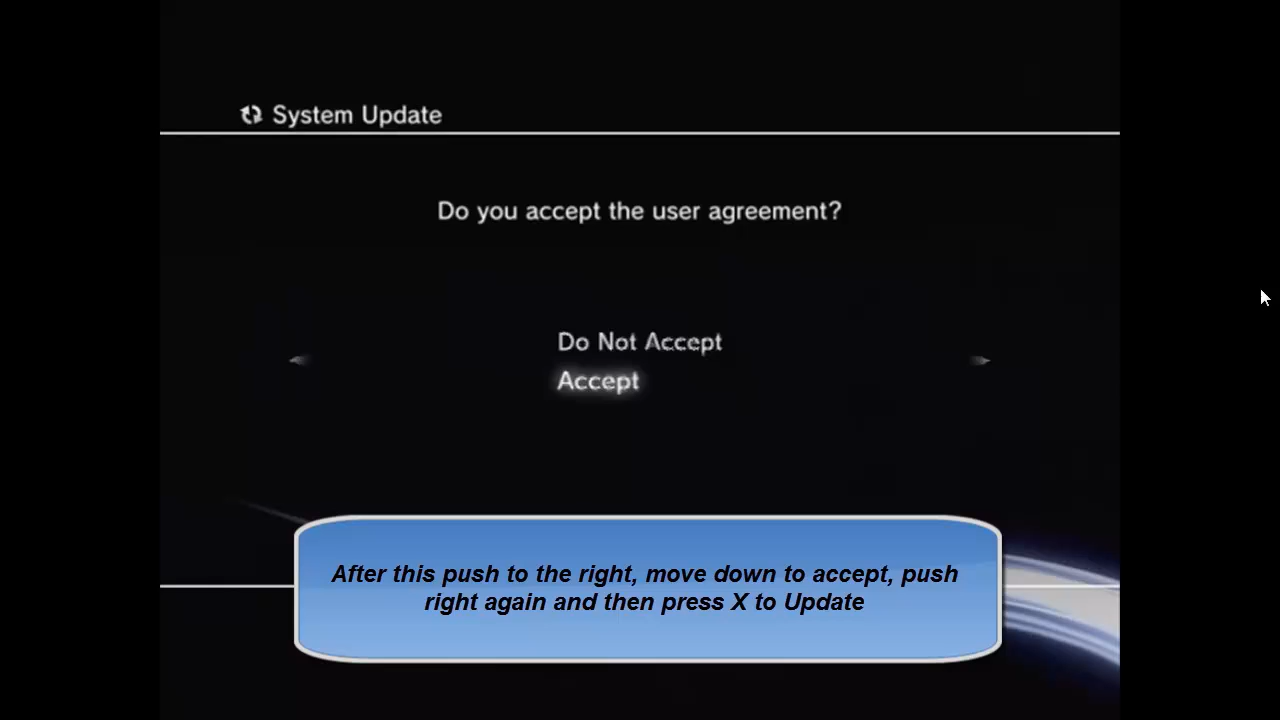 System Update
Do you accept the user agreement?
Do Not Accept
Accept
After this push to the right, move down to accept, push
right again and then press X to Update